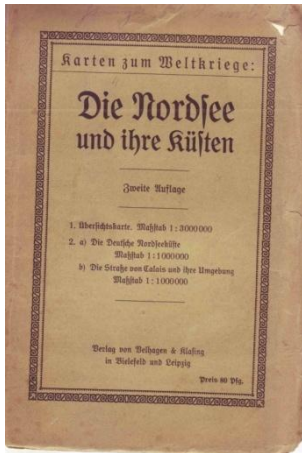 Karten zum Weltkriege:
Die Nordsee
und ihre Küsten
Zweite Auflage
1. Übersichtskarte. Maßstab 1:3000000
2. a) Die Deutsche Nordseeküste
Maßstab 1:1000000
b) Die Straße von Calais und ihre Umgebung
Maßstab 1:1000000
Verlag von Velhagen & Klasing
in Bielefeld und Leipzig
Preis 80 Pfg.